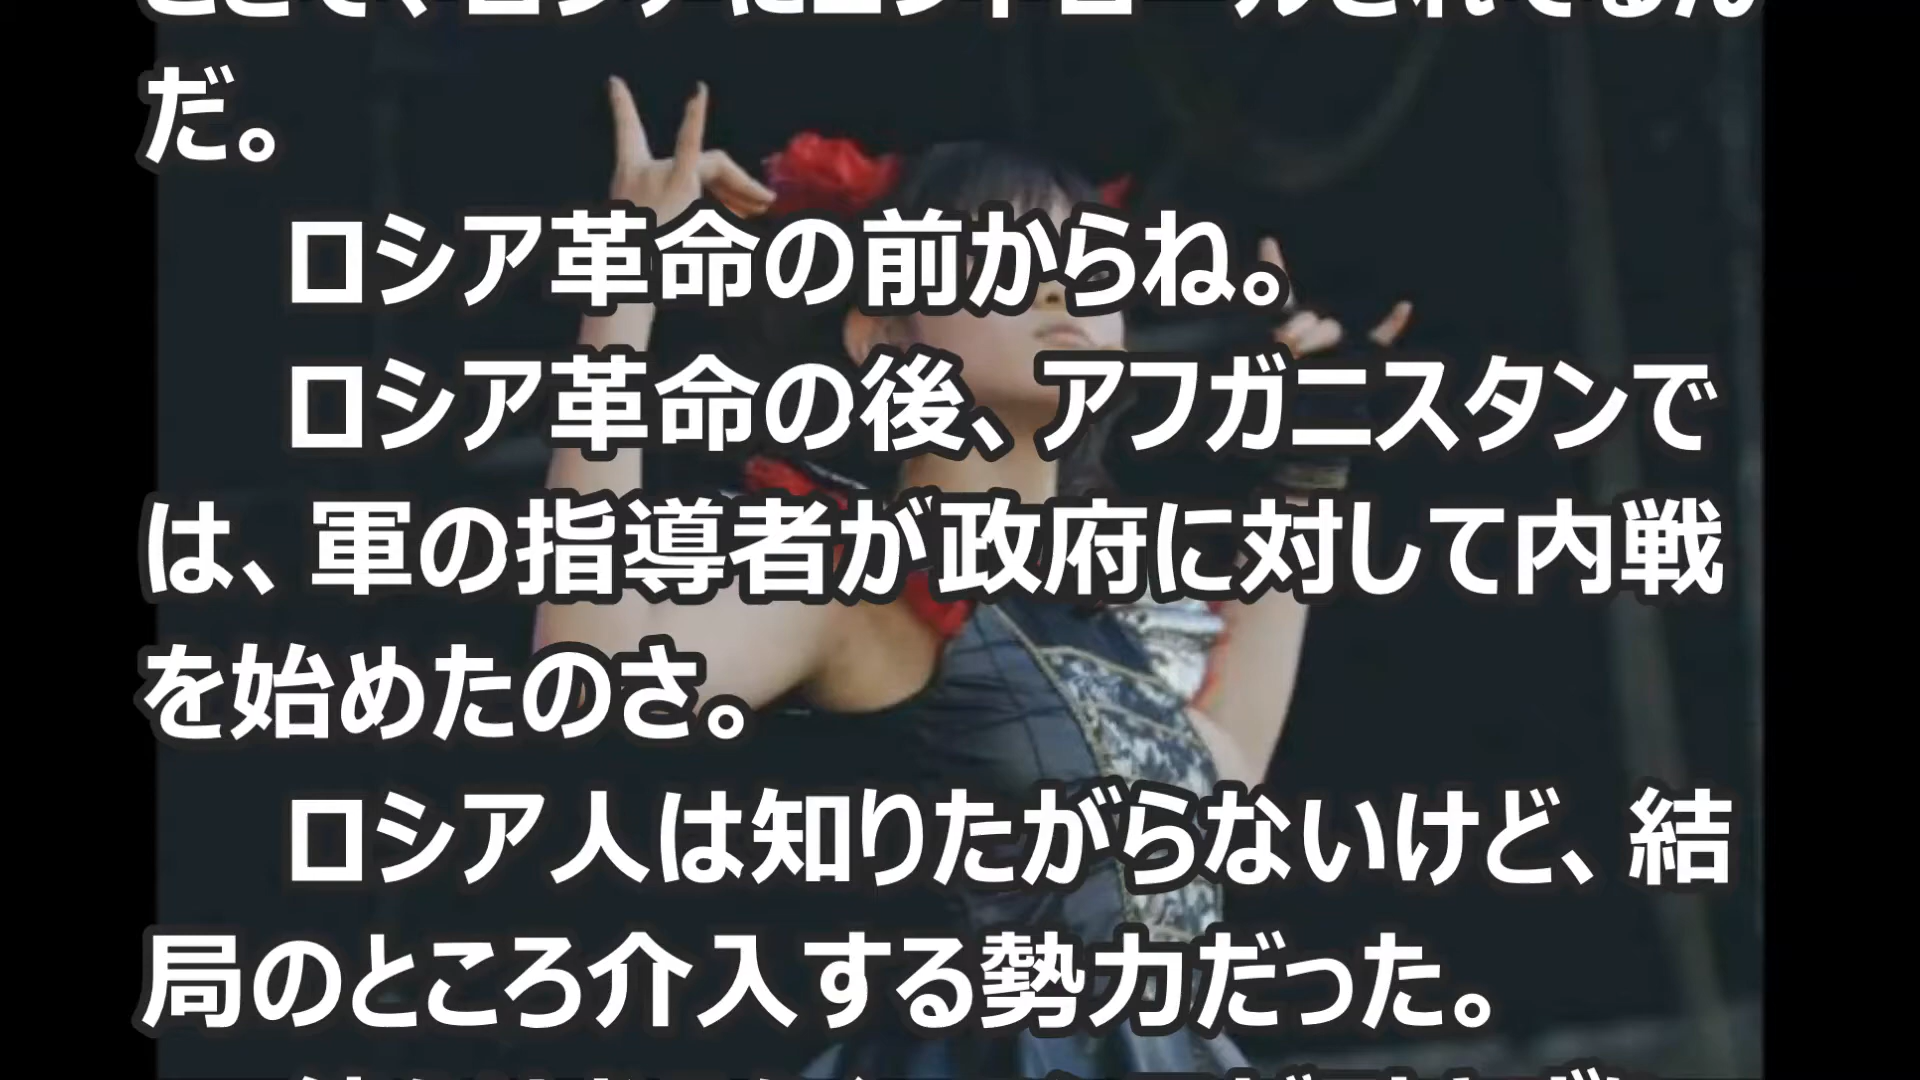 だ。
ロシア革命の前からね。
ロシア革命の後、アフガニスタンで
は、軍の指導者が政府に対して内戦
を始めたのさ。
ロシア人は知りたがらないけど、結
局のところ介入する勢力だった。